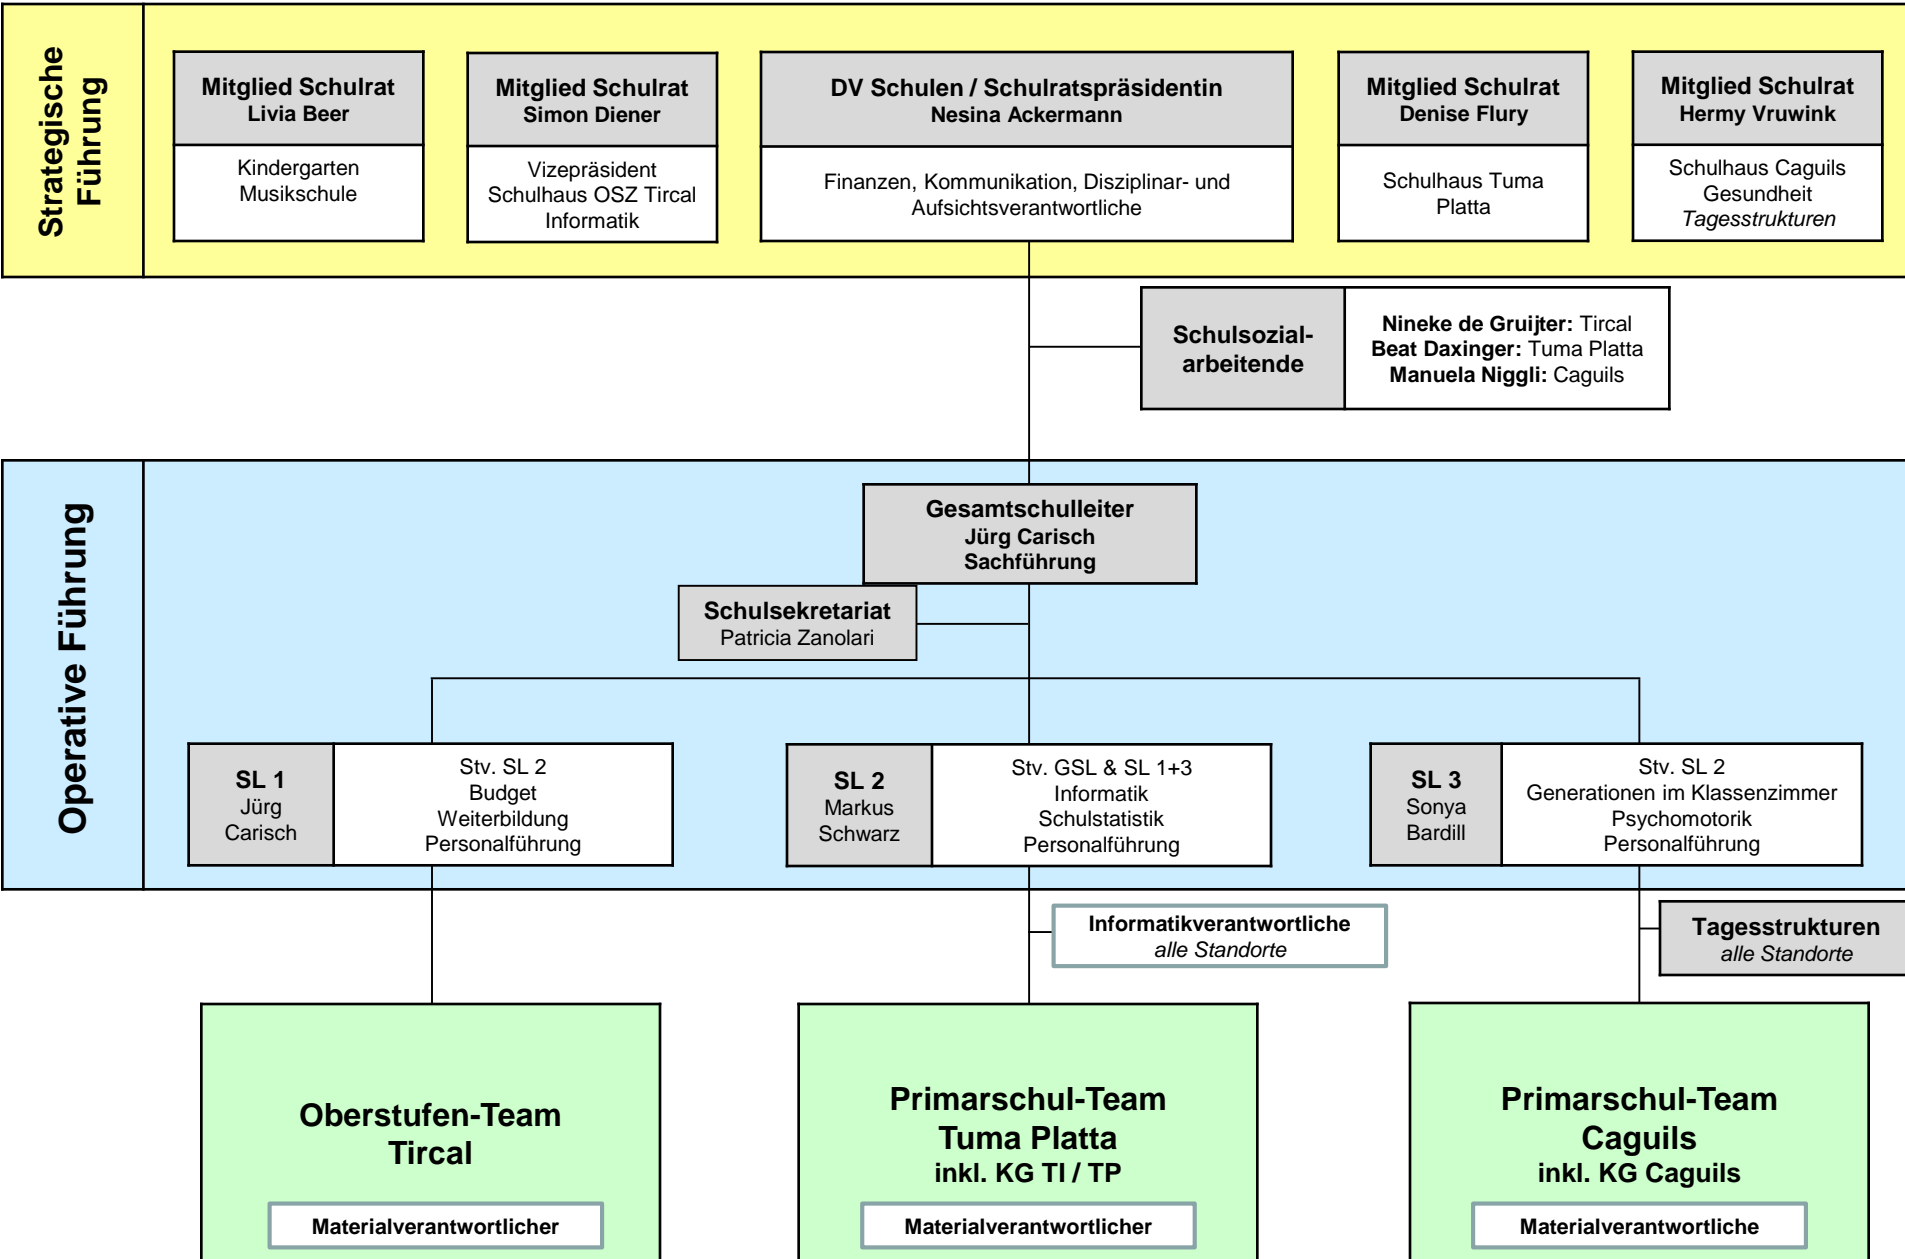 Strategische
Führung
Mitglied Schulrat
Livia Beer
Kindergarten
Musikschule
Mitglied Schulrat
Simon Diener
Vizepräsident
Schulhaus OSZ Tircal
Informatik
DV Schulen / Schulratspräsidentin
Nesina Ackermann
Finanzen, Kommunikation, Disziplinar- und
Aufsichtsverantwortliche
Mitglied Schulrat
Denise Flury
Schulhaus Tuma
Platta
Mitglied Schulrat
Hermy Vruwink
Schulhaus Caguils
Gesundheit
Tagesstrukturen
Schulsozial-
arbeitende
Nineke de Gruijter: Tircal
Beat Daxinger: Tuma Platta
Manuela Niggli: Caguils
Operative Führung
Gesamtschulleiter
Jürg Carisch
Sachführung
Schulsekretariat
Patricia Zanolari
SL 1
Jürg
Carisch
Stv. SL 2
Budget
Weiterbildung
Personalführung
SL 2
Markus
Schwarz
Stv. GSL & SL 1+3
Informatik
Schulstatistik
Personalführung
SL 3
Sonya
Bardill
Stv. SL 2
Generationen im Klassenzimmer
Psychomotorik
Personalführung
Informatikverantwortliche
alle Standorte
Tagesstrukturen
alle Standorte
Oberstufen-Team
Tircal
Materialverantwortlicher
Primarschul-Team
Tuma Platta
inkl. KG TI / TP
Materialverantwortlicher
Primarschul-Team
Caguils
inkl. KG Caguils
Materialverantwortliche